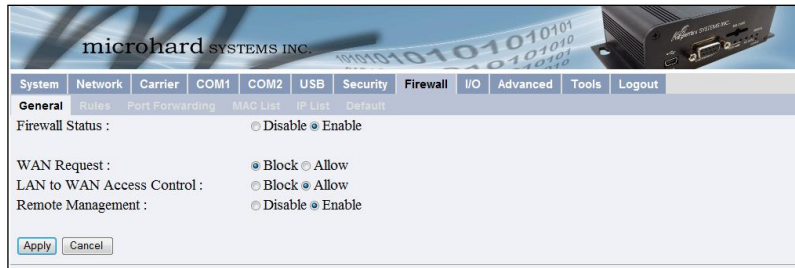 microhard SYSTEMS INC.
System Network Carrier COM1 COM2 USB Security Firewall I/O Advanced Tools Logout
General Rules Port Forwarding MAC List IP List Default
Firewall Status : Disable Enable
WAN Request : Block Allow
LAN to WAN Access Control : Block Allow
Remote Management : Disable Enable
Apply Cancel